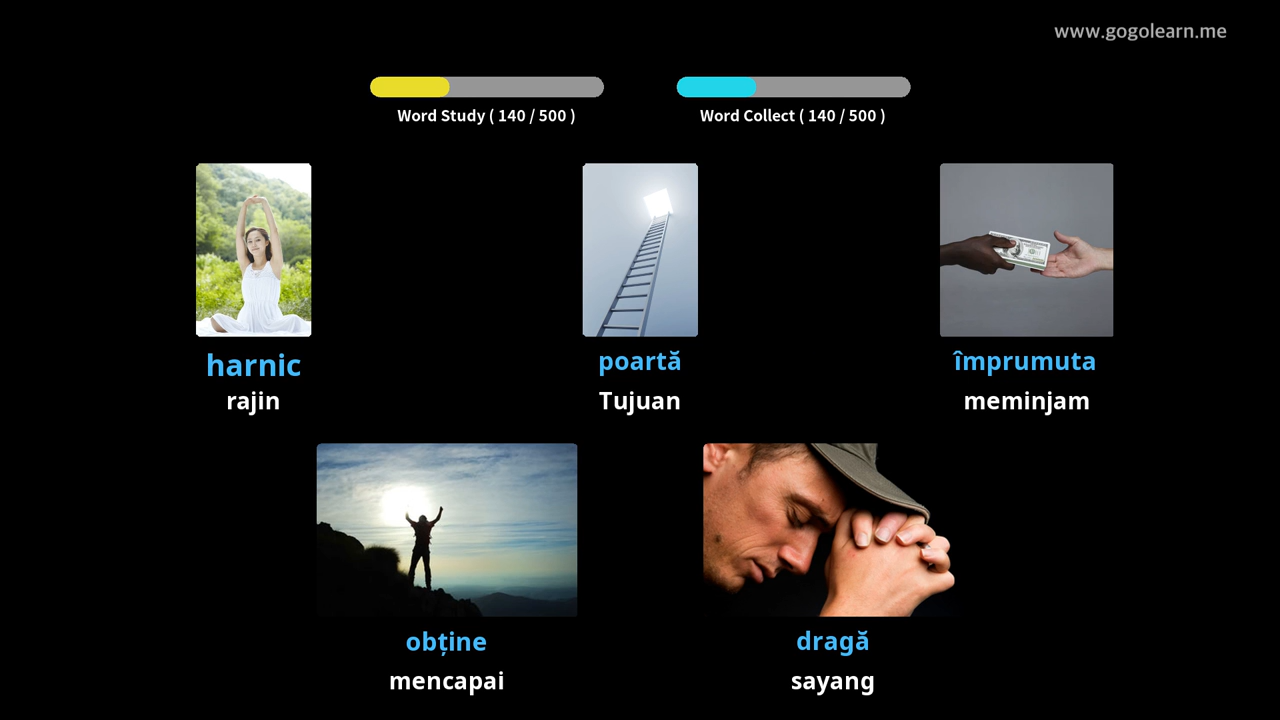 www.gogolearn.me
Word Study ( 140 / 500 )
Word Collect ( 140 / 500 )
harnic
rajin
poartă
Tujuan
împrumuta
meminjam
obține
mencapai
dragă
sayang